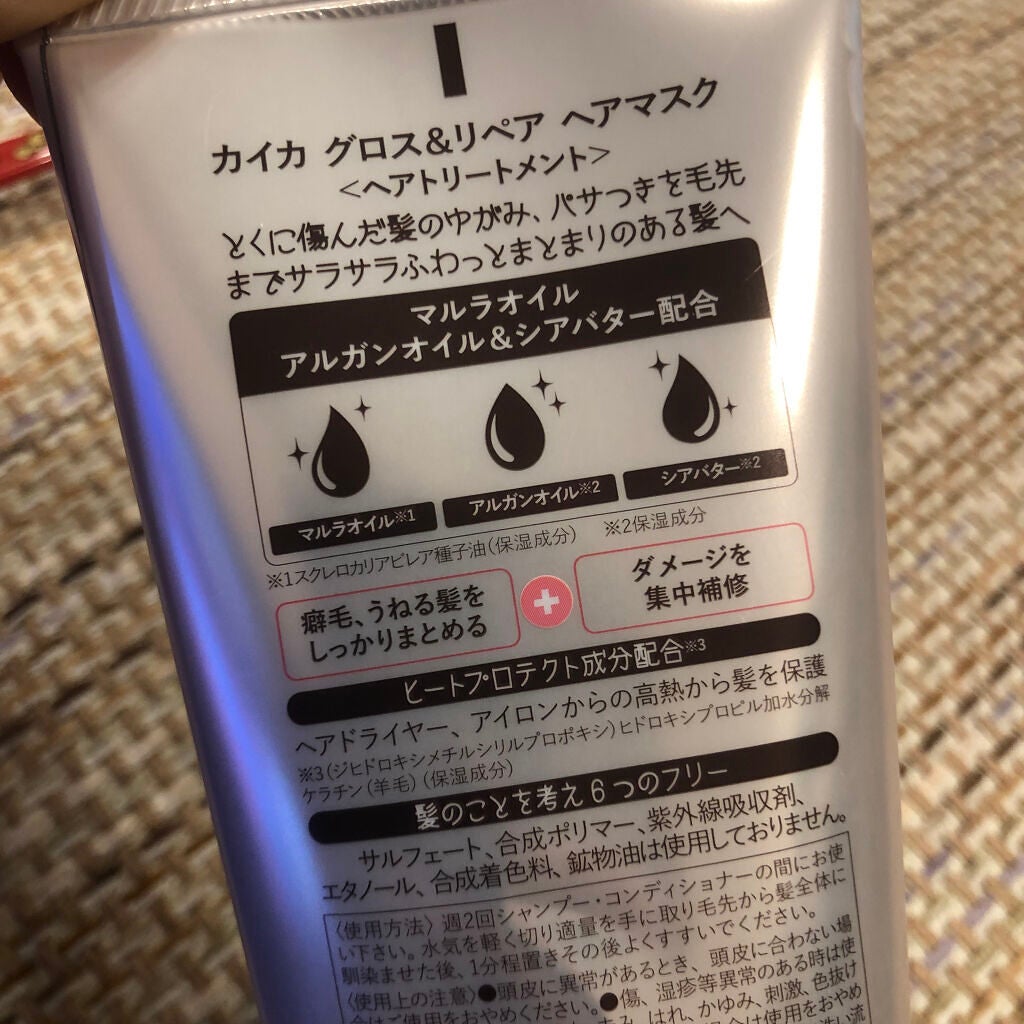 カイカ グロス&リペア ヘアマスク
<ヘアトリートメント>
とくに傷んだ髪のゆがみ、パサつきを毛先
までサラサラふわっとまとまりのある髪へ
マルラオイル
アルガンオイル&シアバター配合
マルラオイル※1
アルガンオイル※2
シアバター※2
※1スクレロカリアビレア種子油(保湿成分)
※2保湿成分
癖毛、うねる髪を
しっかりまとめる
ダメージを
集中補修
ヒートプロテクト成分配合※3
ヘアドライヤー、アイロンからの高熱から髪を保護
※3(ジヒドロキシメチルシリルプロポキシ)ヒドロキシプロピル加水分解
ケラチン(羊毛)(保湿成分)
髪のことを考え6つのフリー
サルフェート、合成ポリマー、紫外線吸収剤、
エタノール、合成着色料、鉱物油は使用しておりません。
〈使用方法〉週2回シャンプー・コンディショナーの間にお使
い下さい。水気を軽く切り適量を手に取り毛先から髪全体に
馴染ませた後、1分程置きその後よくすすいでください。
〈使用上の注意〉●頭皮に異常があるとき、頭皮に合わない場
合はご使用をおやめください。●傷、湿疹等異常のある時は使
はれ、かゆみ、刺激、色抜け
合は使用をおやめ